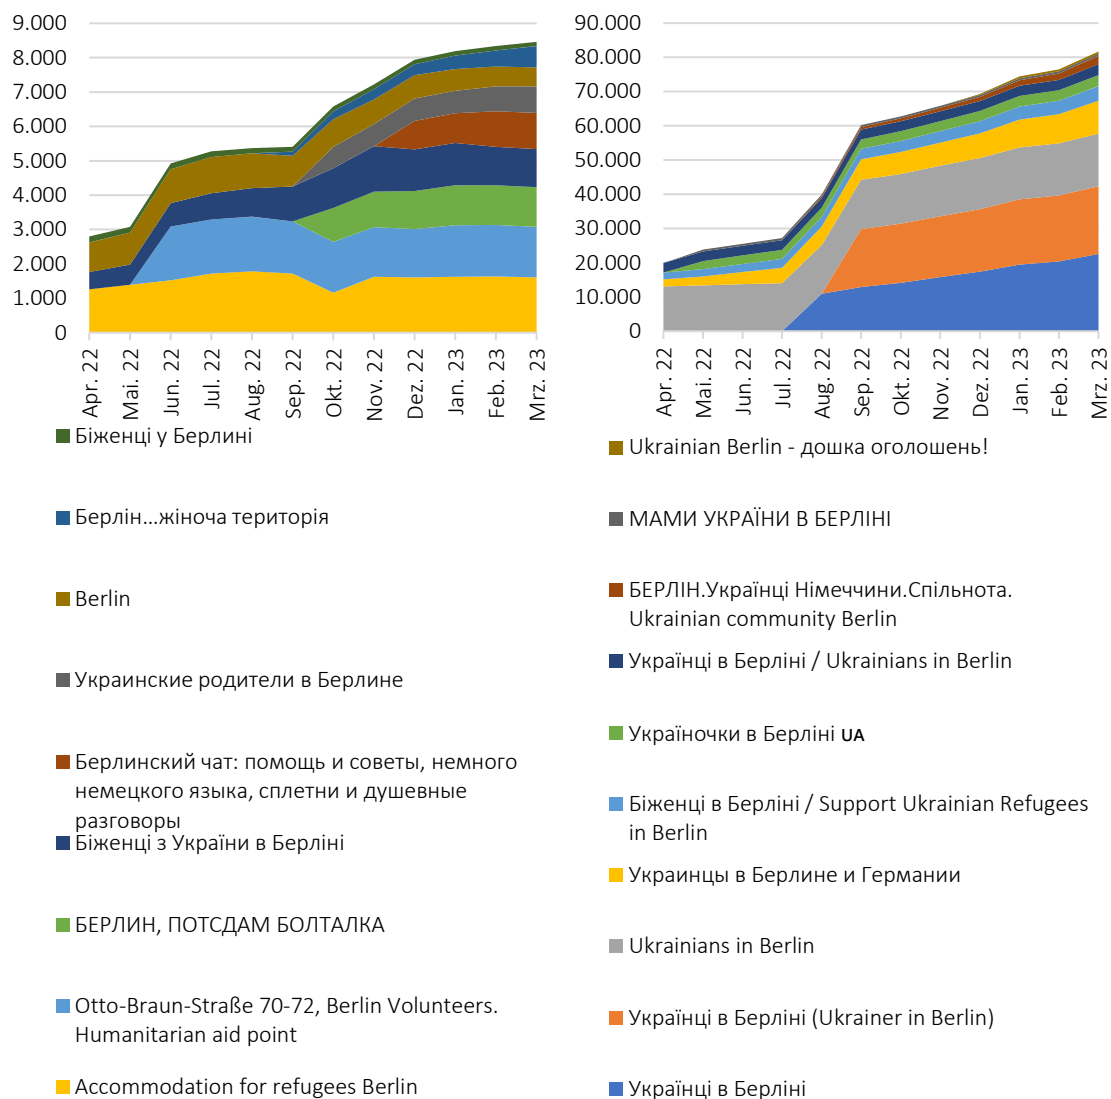 9.000
8.000
7.000
6.000
5.000
4.000
3.000
2.000
1.000
0
Apr. 22
Mai. 22
Jun. 22
Jul. 22
Aug. 22
Sep. 22
Okt. 22
Nov. 22
Dez. 22
Jan. 23
Feb. 23
Mrz. 23
Біженці у Берлині
Берлін...жіноча територія
Berlin
Украинские родители в Берлине
Берлинский чат: помощь и советы, немного
немецкого языка, сплетни и душевные
разговоры
Біженці з України в Берліні
БЕРЛИН, ПОТСДАМ БОЛТАЛКА
Otto-Braun-Straße 70-72, Berlin Volunteers.
Humanitarian aid point
Accommodation for refugees Berlin
90.000
80.000
70.000
60.000
50.000
40.000
30.000
20.000
10.000
0
Apr. 22
Mai. 22
Jun. 22
Jul. 22
Aug. 22
Sep. 22
Okt. 22
Nov. 22
Dez. 22
Jan. 23
Feb. 23
Mrz. 23
Ukrainian Berlin - дошка оголошень!
МАМИ УКРАЇНИ В БЕРЛІНІ
БЕРЛІН.Українці Німеччини.Спільнота.
Ukrainian community Berlin
Українці в Берліні / Ukrainians in Berlin
Україночки в Берліні UA
Біженці в Берліні / Support Ukrainian Refugees
in Berlin
Украинцы в Берлине и Германии
Ukrainians in Berlin
Українці в Берліні (Ukrainer in Berlin)
Українці в Берліні